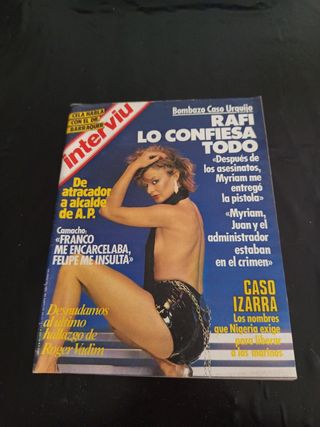 CELA HABLA
CON EL DR.
BARRAQUER
interviu
Bombazo Caso Urquijo
RAFI
LO CONFIESA
TODO
«Después de
los asesinatos,
Myriam me
entregó
la pistola»
«Myriam,
Juan y el
administrador
estaban
en el crimen»
De
atracador
a alcalde
de A.P.
Camacho:
«FRANCO
ME ENCARCELABA,
FELIPE ME INSULTA»
CASO
IZARRA
Los nombres
que Nigeria exige
para liberar
a los marinos
Desnudamos
al último
hallazgo de
Roger Vadim